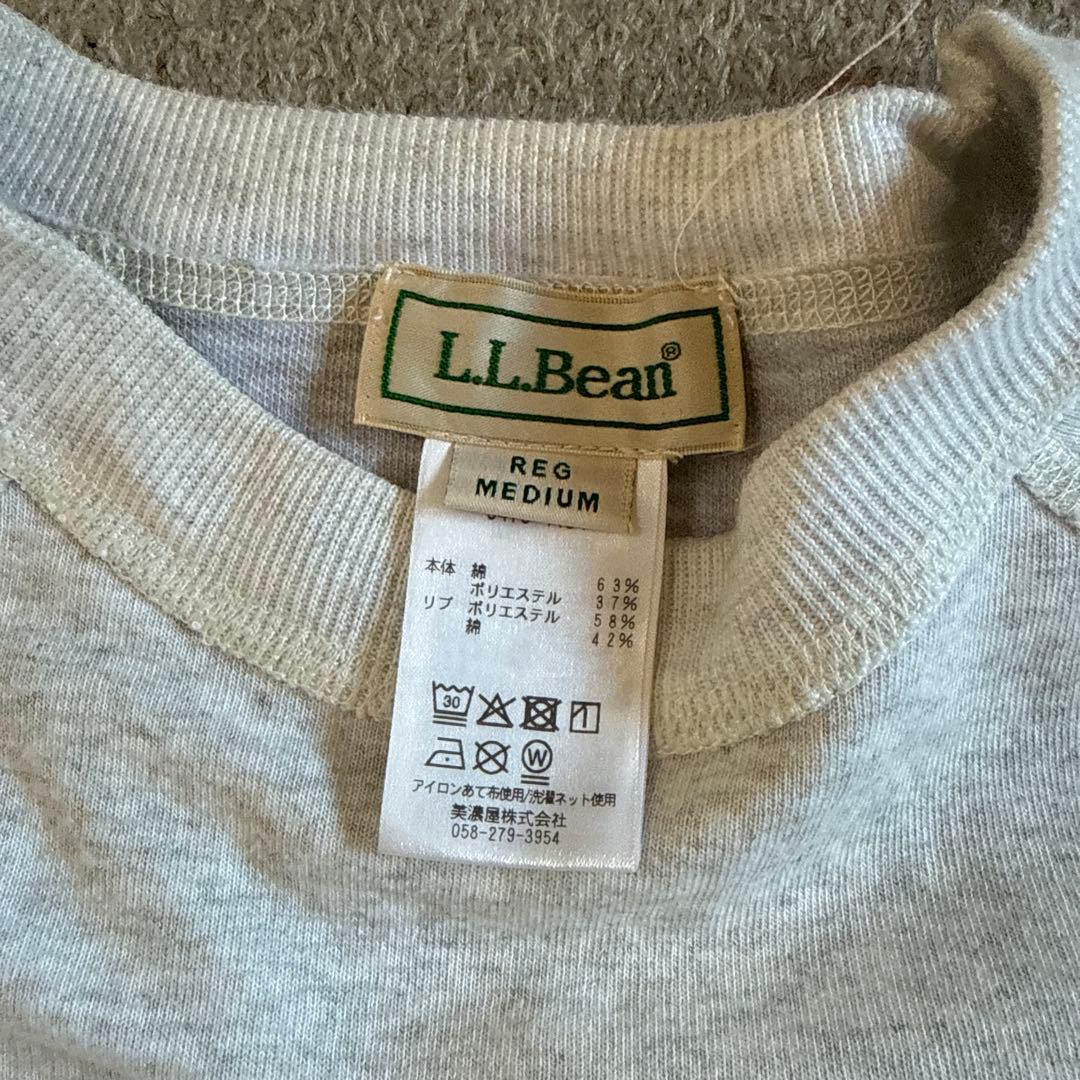 L.L.Bean®
REG
MEDIUM
本体 綿 63%
ポリエステル 37%
リブ ポリエステル 58%
綿 42%
30
W
アイロンあて布使用/洗濯ネット使用
美濃屋株式会社
058-279-3954